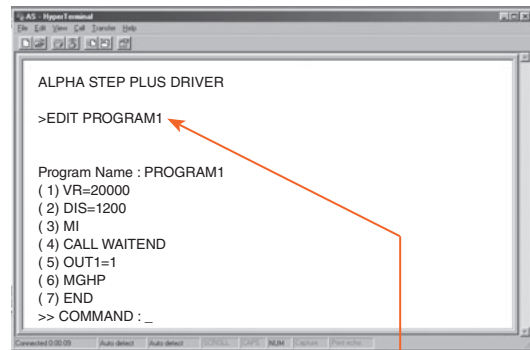 AS - HyperTerminal
File Edit View Call Transfer Help
ALPHA STEP PLUS DRIVER
>EDIT PROGRAM1
Program Name : PROGRAM1
( 1) VR=20000
( 2) DIS=1200
( 3) MI
( 4) CALL WAITEND
( 5) OUT1=1
( 6) MGHP
( 7) END
>> COMMAND : _
Connected 0:00:09 Auto detect Auto detect SCROLL CAPS NUM Capture Print echo